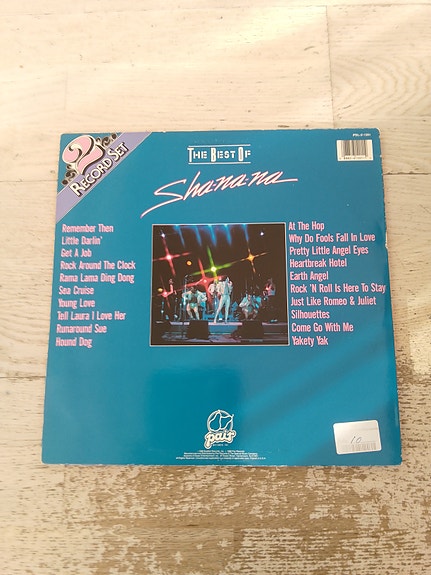 2
RECORD SET
THE BEST OF
Sha-na-na
Remember Then
Little Darlin'
Get A Job
Rock Around The Clock
Rama Lama Ding Dong
Sea Cruise
Young Love
Tell Laura I Love Her
Runaround Sue
Hound Dog
At The Hop
Why Do Fools Fall In Love
Pretty Little Angel Eyes
Heartbreak Hotel
Earth Angel
Rock 'N Roll Is Here To Stay
Just Like Romeo & Juliet
Silhouettes
Come Go With Me
Yakety Yak
pair
10